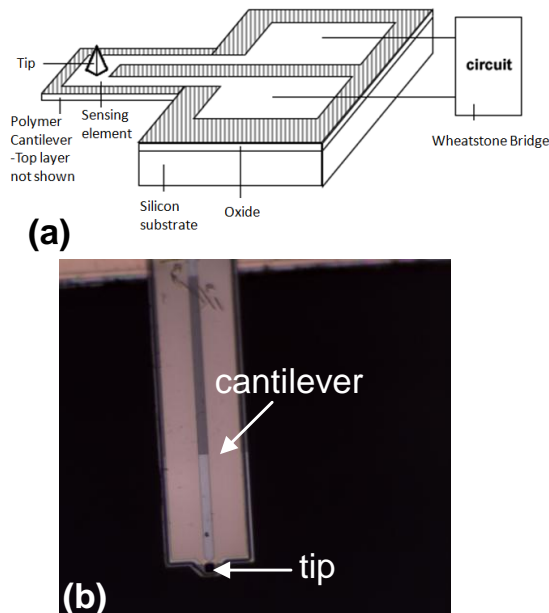 Tip
circuit
Polymer
Cantilever
-Top layer
not shown
Sensing
element
Wheatstone Bridge
Silicon
substrate
Oxide
(a)
cantilever
tip
(b)